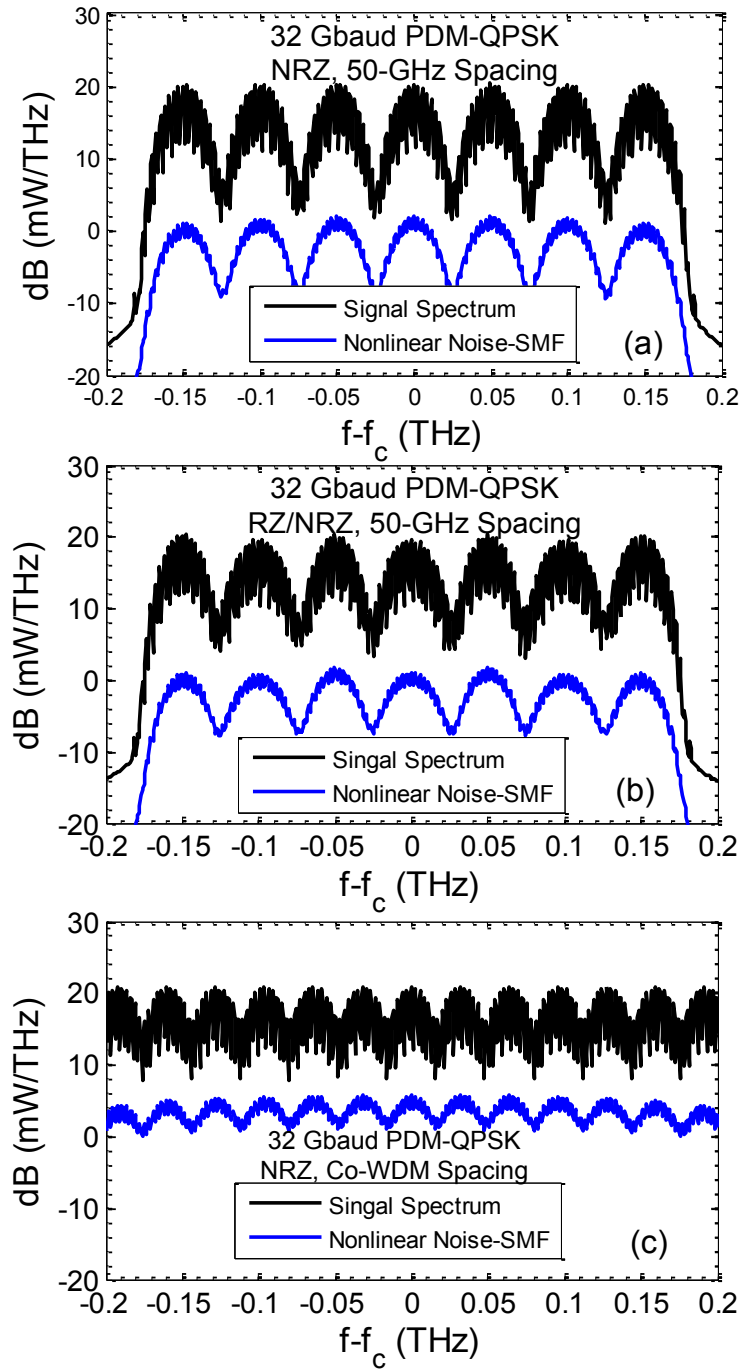 30
20
10
0
-10
-20
dB (mW/THz)
32 Gbaud PDM-QPSK
NRZ, 50-GHz Spacing
Signal Spectrum
Nonlinear Noise-SMF
(a)
-0.2 -0.15 -0.1 -0.05 0 0.05 0.1 0.15 0.2
f-fc (THz)
30
20
10
0
-10
-20
dB (mW/THz)
32 Gbaud PDM-QPSK
RZ/NRZ, 50-GHz Spacing
Singal Spectrum
Nonlinear Noise-SMF
(b)
-0.2 -0.15 -0.1 -0.05 0 0.05 0.1 0.15 0.2
f-fc (THz)
30
20
10
0
-10
-20
dB (mW/THz)
32 Gbaud PDM-QPSK
NRZ, Co-WDM Spacing
Singal Spectrum
Nonlinear Noise-SMF
(c)
-0.2 -0.15 -0.1 -0.05 0 0.05 0.1 0.15 0.2
f-fc (THz)